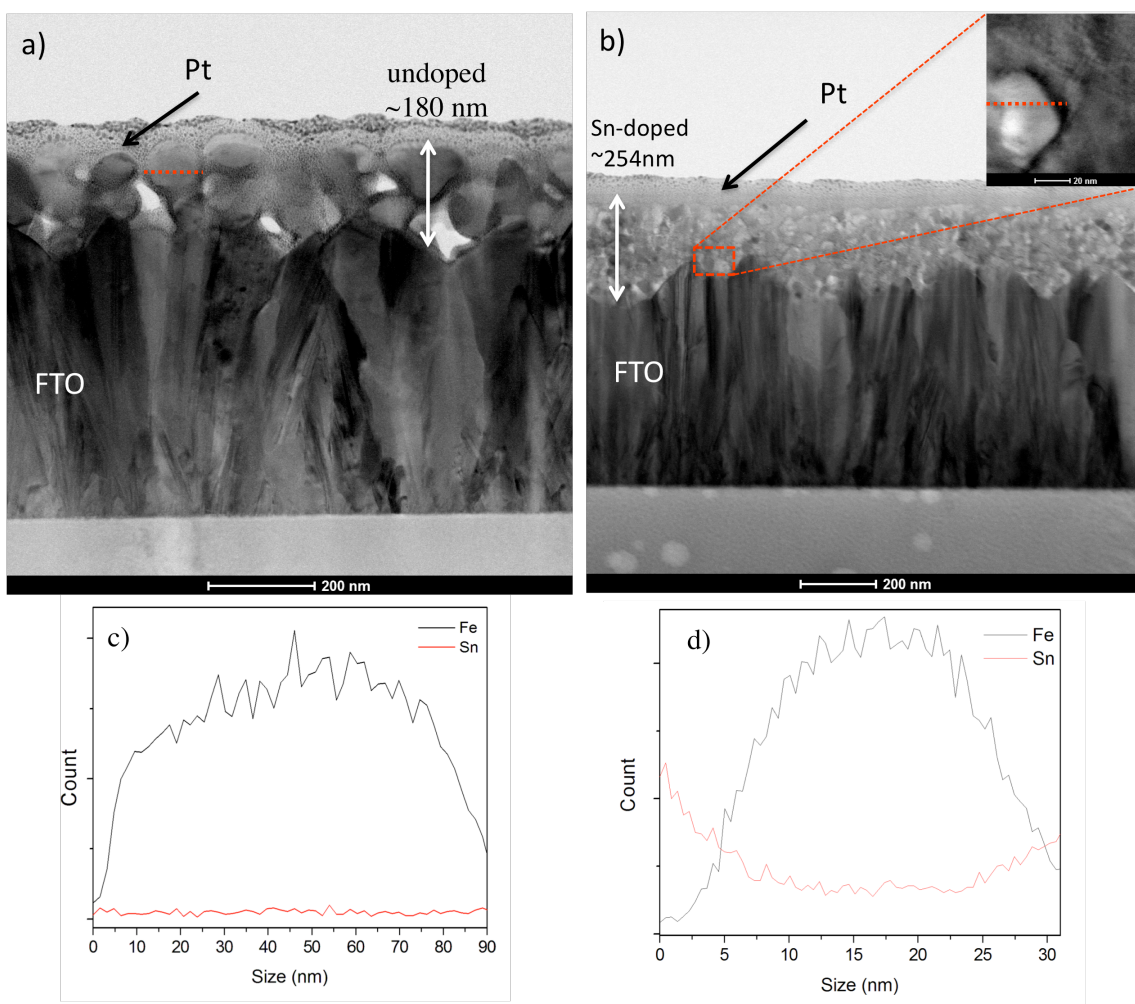 a)
Pt
undoped
~180 nm
FTO
200 nm
b)
Pt
Sn-doped
~254nm
20 nm
FTO
200 nm
c)
Fe
Sn
Count
0 10 20 30 40 50 60 70 80 90
Size (nm)
d)
Fe
Sn
Count
0 5 10 15 20 25 30
Size (nm)